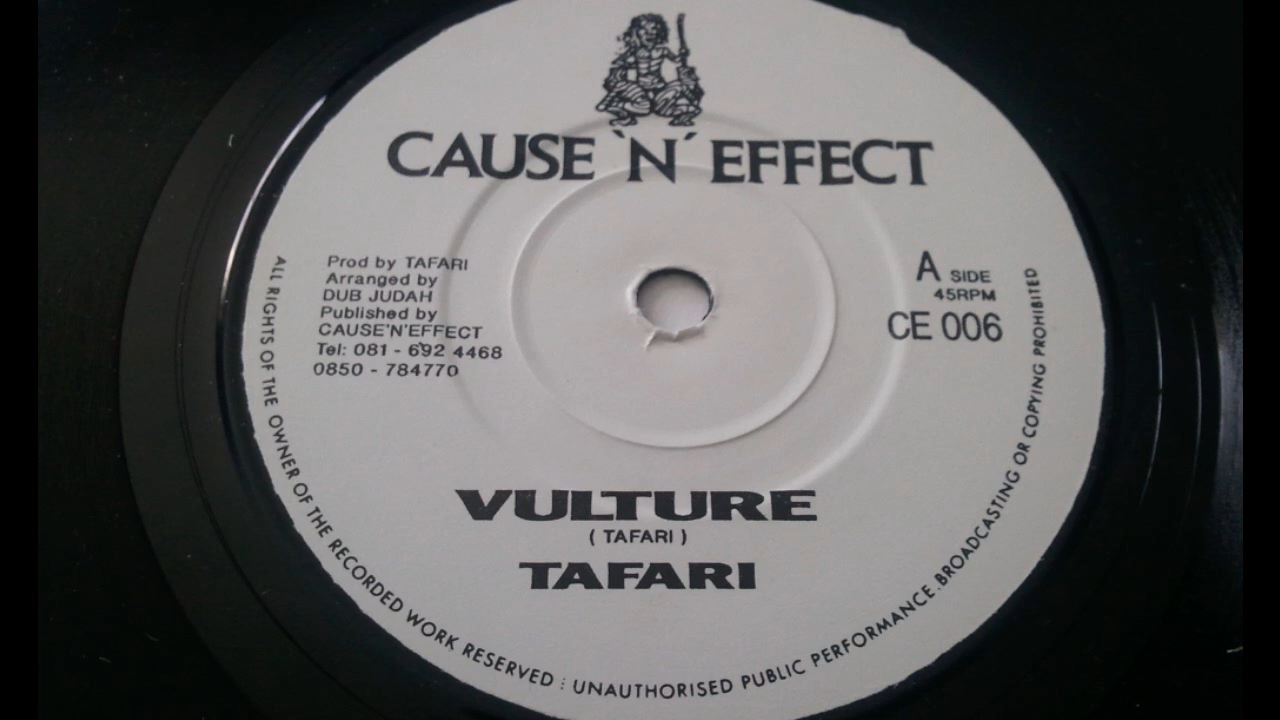 CAUSE 'N' EFFECT
Prod by TAFARI
Arranged by
DUB JUDAH
Published by
CAUSE'N'EFFECT
Tel: 081 - 692 4468
0850 - 784770
A SIDE
45RPM
CE 006
VULTURE
( TAFARI )
TAFARI
ALL RIGHTS OF THE OWNER OF THE RECORDED WORK RESERVED : UNAUTHORISED PUBLIC PERFORMANCE. BROADCASTING OR COPYING PROHIBITED